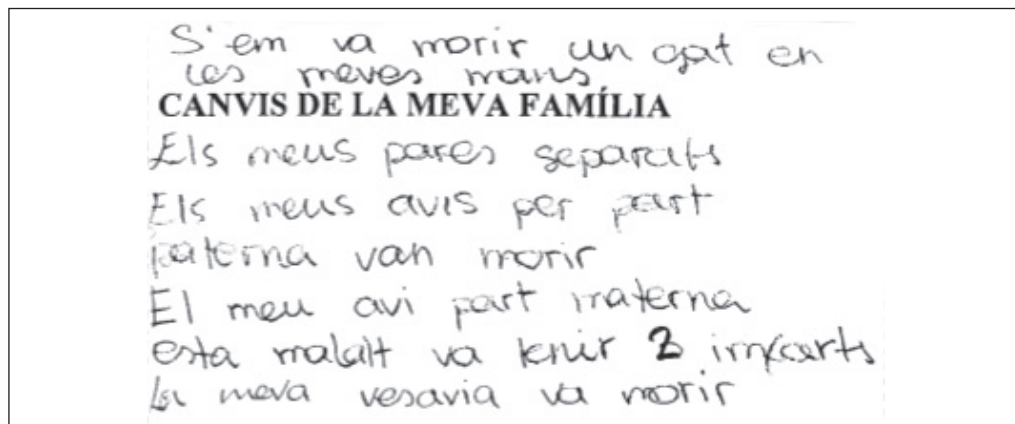 S'em va morir un gat en
les meves mans
CANVIS DE LA MEVA FAMÍLIA
Els meus pares separats
Els meus avis per part
paterna van morir
El meu avi part materna
esta malalt va tenir 3 imfarts
La meva vesavia va morir